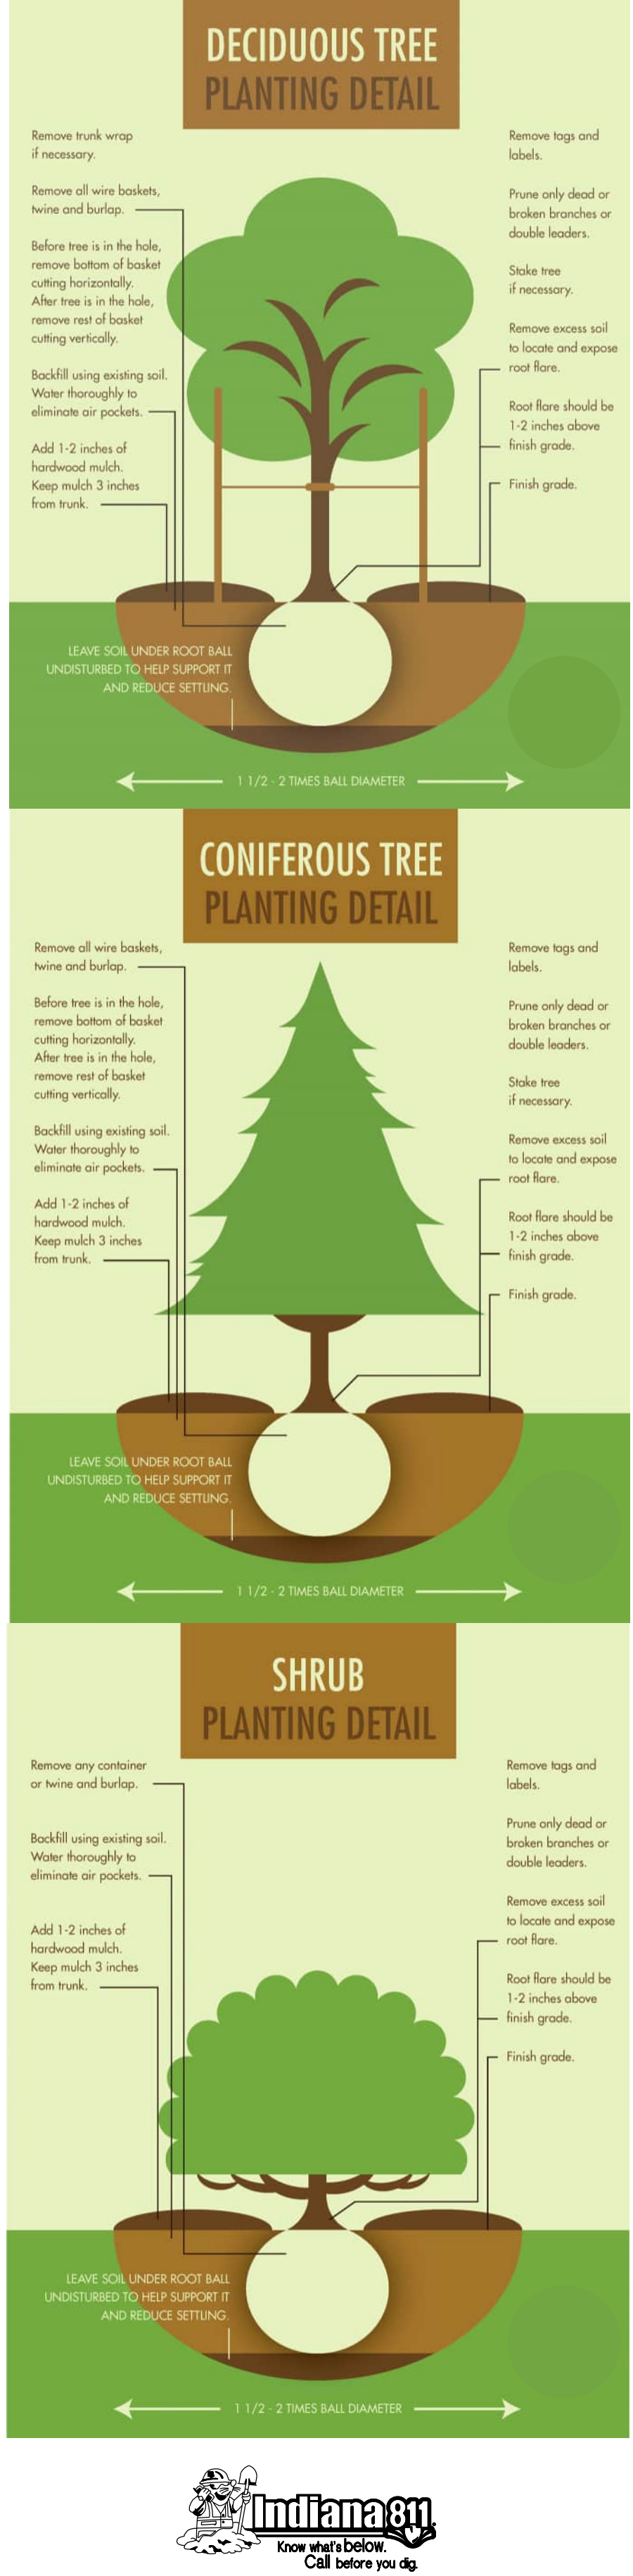 DECIDUOUS TREE
PLANTING DETAIL
Remove trunk wrap
if necessary.
Remove all wire baskets,
twine and burlap.
Before tree is in the hole,
remove bottom of basket
cutting horizontally.
After tree is in the hole,
remove rest of basket
cutting vertically.
Backfill using existing soil.
Water thoroughly to
eliminate air pockets.
Add 1-2 inches of
hardwood mulch.
Keep mulch 3 inches
from trunk.
Remove tags and
labels.
Prune only dead or
broken branches or
double leaders.
Stake tree
if necessary.
Remove excess soil
to locate and expose
root flare.
Root flare should be
1-2 inches above
finish grade.
Finish grade.
LEAVE SOIL UNDER ROOT BALL
UNDISTURBED TO HELP SUPPORT IT
AND REDUCE SETTLING.
1 1/2 - 2 TIMES BALL DIAMETER
CONIFEROUS TREE
PLANTING DETAIL
Remove all wire baskets,
twine and burlap.
Before tree is in the hole,
remove bottom of basket
cutting horizontally.
After tree is in the hole,
remove rest of basket
cutting vertically.
Backfill using existing soil.
Water thoroughly to
eliminate air pockets.
Add 1-2 inches of
hardwood mulch.
Keep mulch 3 inches
from trunk.
Remove tags and
labels.
Prune only dead or
broken branches or
double leaders.
Stake tree
if necessary.
Remove excess soil
to locate and expose
root flare.
Root flare should be
1-2 inches above
finish grade.
Finish grade.
LEAVE SOIL UNDER ROOT BALL
UNDISTURBED TO HELP SUPPORT IT
AND REDUCE SETTLING.
1 1/2 - 2 TIMES BALL DIAMETER
SHRUB
PLANTING DETAIL
Remove any container
or twine and burlap.
Backfill using existing soil.
Water thoroughly to
eliminate air pockets.
Add 1-2 inches of
hardwood mulch.
Keep mulch 3 inches
from trunk.
Remove tags and
labels.
Prune only dead or
broken branches or
double leaders.
Remove excess soil
to locate and expose
root flare.
Root flare should be
1-2 inches above
finish grade.
Finish grade.
LEAVE SOIL UNDER ROOT BALL
UNDISTURBED TO HELP SUPPORT IT
AND REDUCE SETTLING.
1 1/2 - 2 TIMES BALL DIAMETER
Indiana811
Know what's below.
Call before you dig.